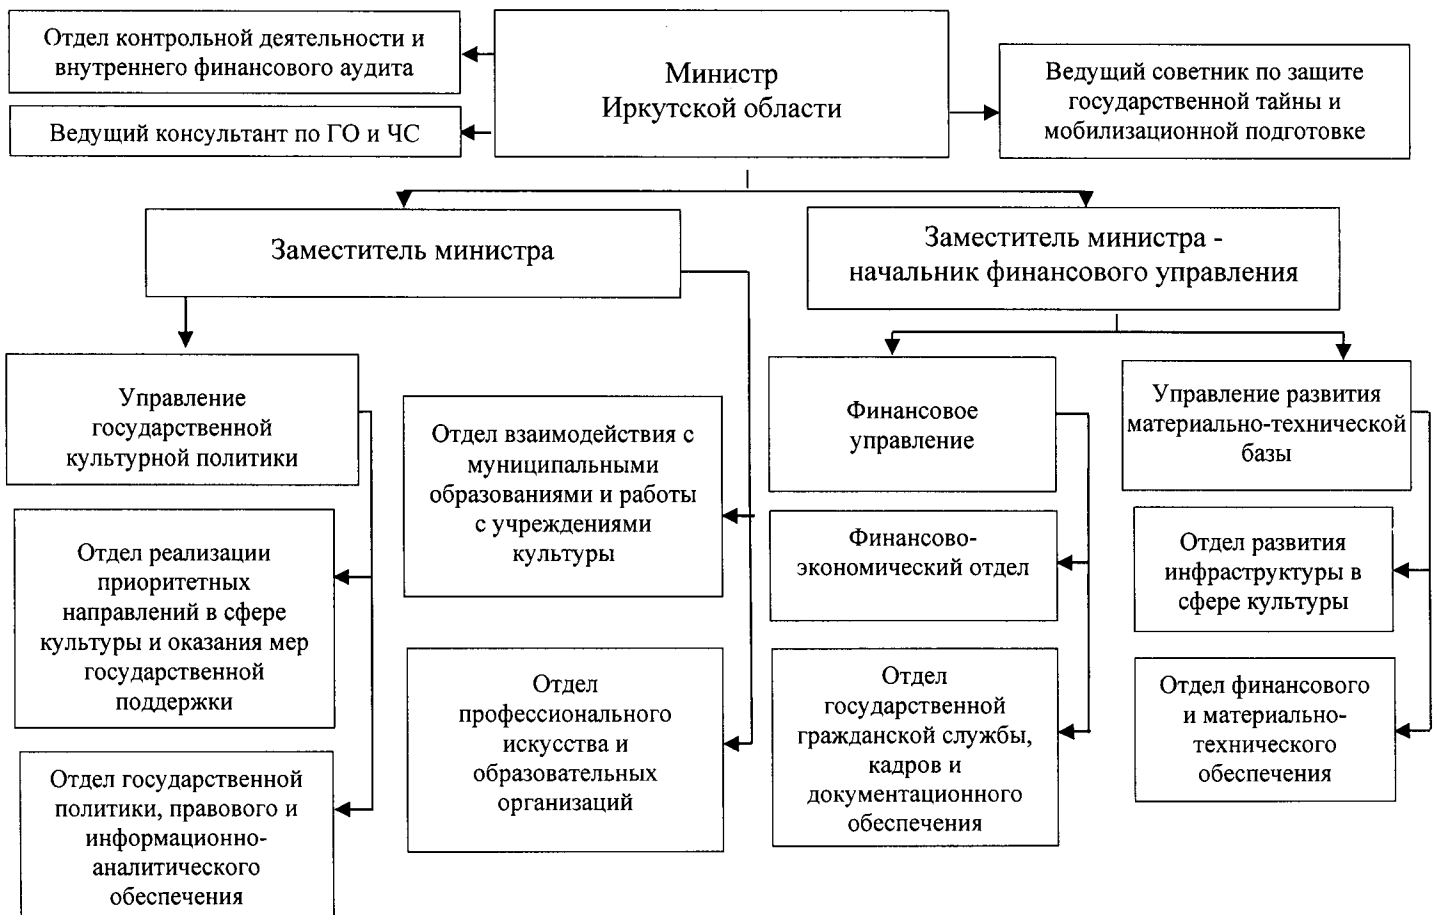 Отдел контрольной деятельности и
внутреннего финансового аудита
Ведущий консультант по ГО и ЧС
Министр
Иркутской области
Ведущий советник по защите
государственной тайны и
мобилизационной подготовке
Заместитель министра
Заместитель министра -
начальник финансового управления
Управление
государственной
культурной политики
Отдел реализации
приоритетных
направлений в сфере
культуры и оказания мер
государственной
поддержки
Отдел государственной
политики, правового и
информационно-
аналитического
обеспечения
Отдел взаимодействия с
муниципальными
образованиями и работы
с учреждениями
культуры
Отдел
профессионального
искусства и
образовательных
организаций
Финансовое
управление
Финансово-
экономический отдел
Отдел
государственной
гражданской службы,
кадров и
документационного
обеспечения
Управление развития
материально-технической
базы
Отдел развития
инфраструктуры в
сфере культуры
Отдел финансового
и материально-
технического
обеспечения